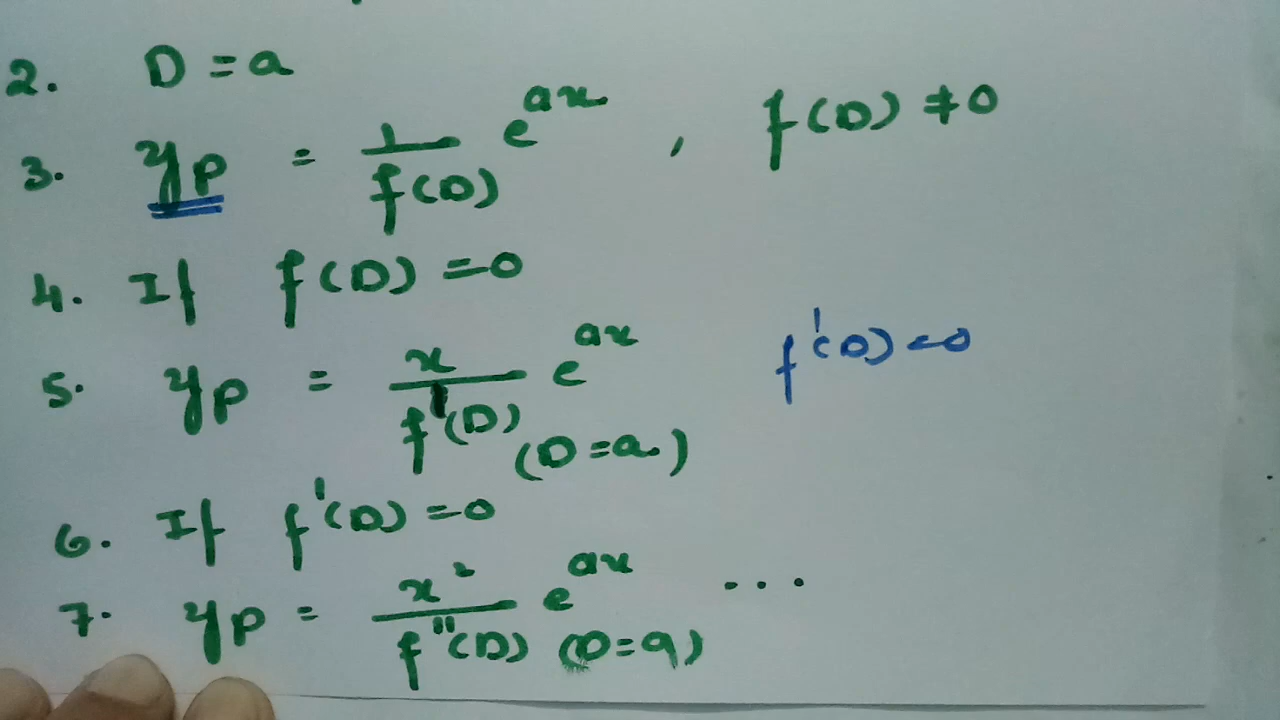 2. D = a
3. yp = 1/f(D) e^ax , f(D) ≠ 0
4. If f(D) = 0
5. yp = x/f'(D) e^ax (D = a) f'(D) = 0
6. If f'(D) = 0
7. yp = x²/f''(D) e^ax (D = a) ...